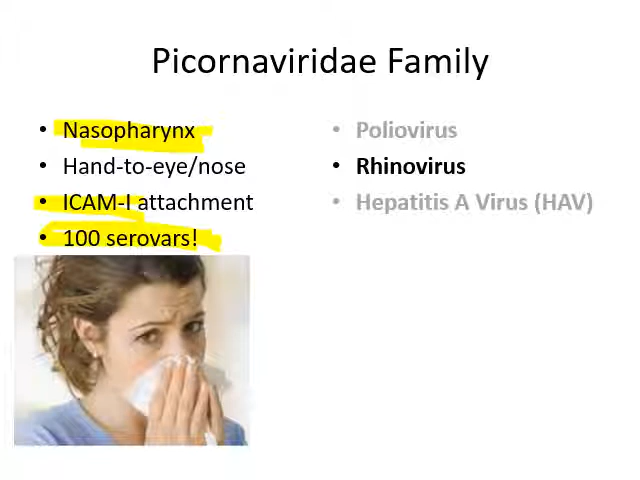 Picornaviridae Family
• Nasopharynx
• Hand-to-eye/nose
• ICAM-I attachment
• 100 serovars!
• Poliovirus
• Rhinovirus
• Hepatitis A Virus (HAV)